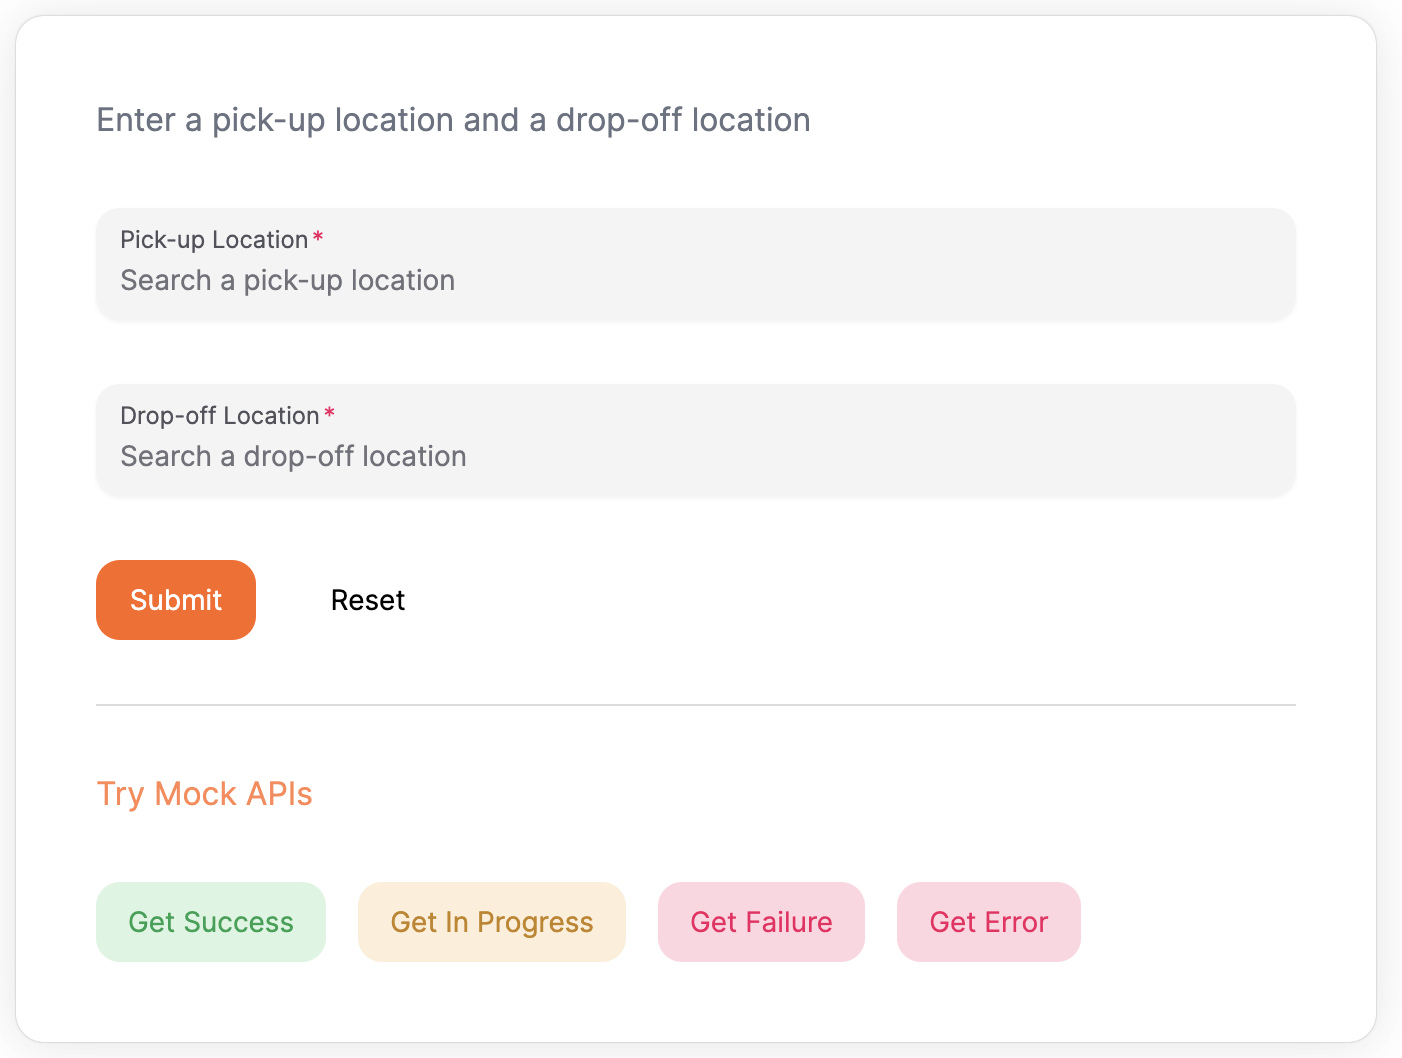 Enter a pick-up location and a drop-off location
Pick-up Location*
Search a pick-up location
Drop-off Location*
Search a drop-off location
Submit Reset
Try Mock APIs
Get Success Get In Progress Get Failure Get Error